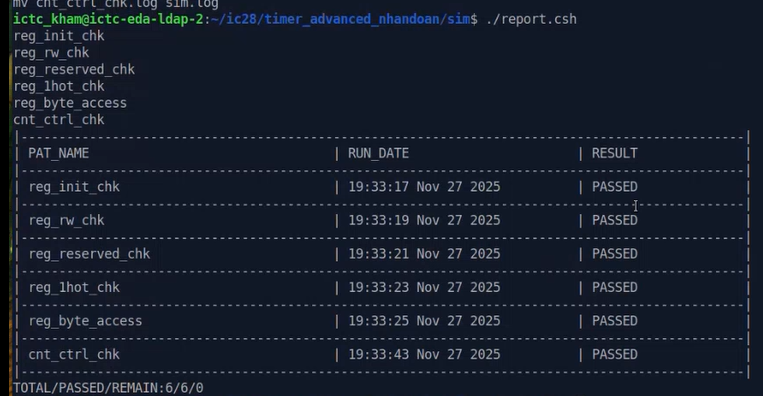 mv cnt_ctrl_chk.log sim.log
ictc_kham@ictc-eda-ldap-2:~/ic28/timer_advanced_nhandoan/sim$ ./report.csh
reg_init_chk
reg_rw_chk
reg_reserved_chk
reg_1hot_chk
reg_byte_access
cnt_ctrl_chk
|-----------------------------------------------------------------------------------------|
| PAT_NAME | RUN_DATE | RESULT |
|-----------------------------------------------------------------------------------------|
| reg_init_chk | 19:33:17 Nov 27 2025 | PASSED |
|-----------------------------------------------------------------------------------------|
| reg_rw_chk | 19:33:19 Nov 27 2025 | PASSED |
|-----------------------------------------------------------------------------------------|
| reg_reserved_chk | 19:33:21 Nov 27 2025 | PASSED |
|-----------------------------------------------------------------------------------------|
| reg_1hot_chk | 19:33:23 Nov 27 2025 | PASSED |
|-----------------------------------------------------------------------------------------|
| reg_byte_access | 19:33:25 Nov 27 2025 | PASSED |
|-----------------------------------------------------------------------------------------|
| cnt_ctrl_chk | 19:33:43 Nov 27 2025 | PASSED |
|-----------------------------------------------------------------------------------------|
TOTAL/PASSED/REMAIN:6/6/0